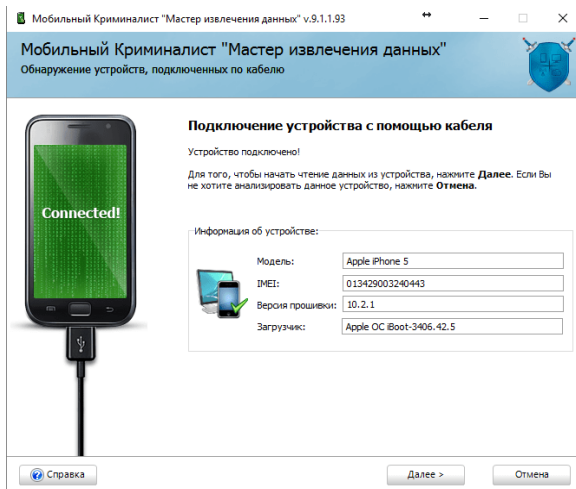 Мобильный Криминалист "Мастер извлечения данных" v.9.1.1.93
Мобильный Криминалист "Мастер извлечения данных"
Обнаружение устройств, подключенных по кабелю
Connected!
Подключение устройства с помощью кабеля
Устройство подключено!
Для того, чтобы начать чтение данных из устройства, нажмите Далее. Если Вы
не хотите анализировать данное устройство, нажмите Отмена.
Информация об устройстве:
Модель: Apple iPhone 5
IMEI: 013429003240443
Версия прошивки: 10.2.1
Загрузчик: Apple ОС iBoot-3406.42.5
Справка
Далее >
Отмена